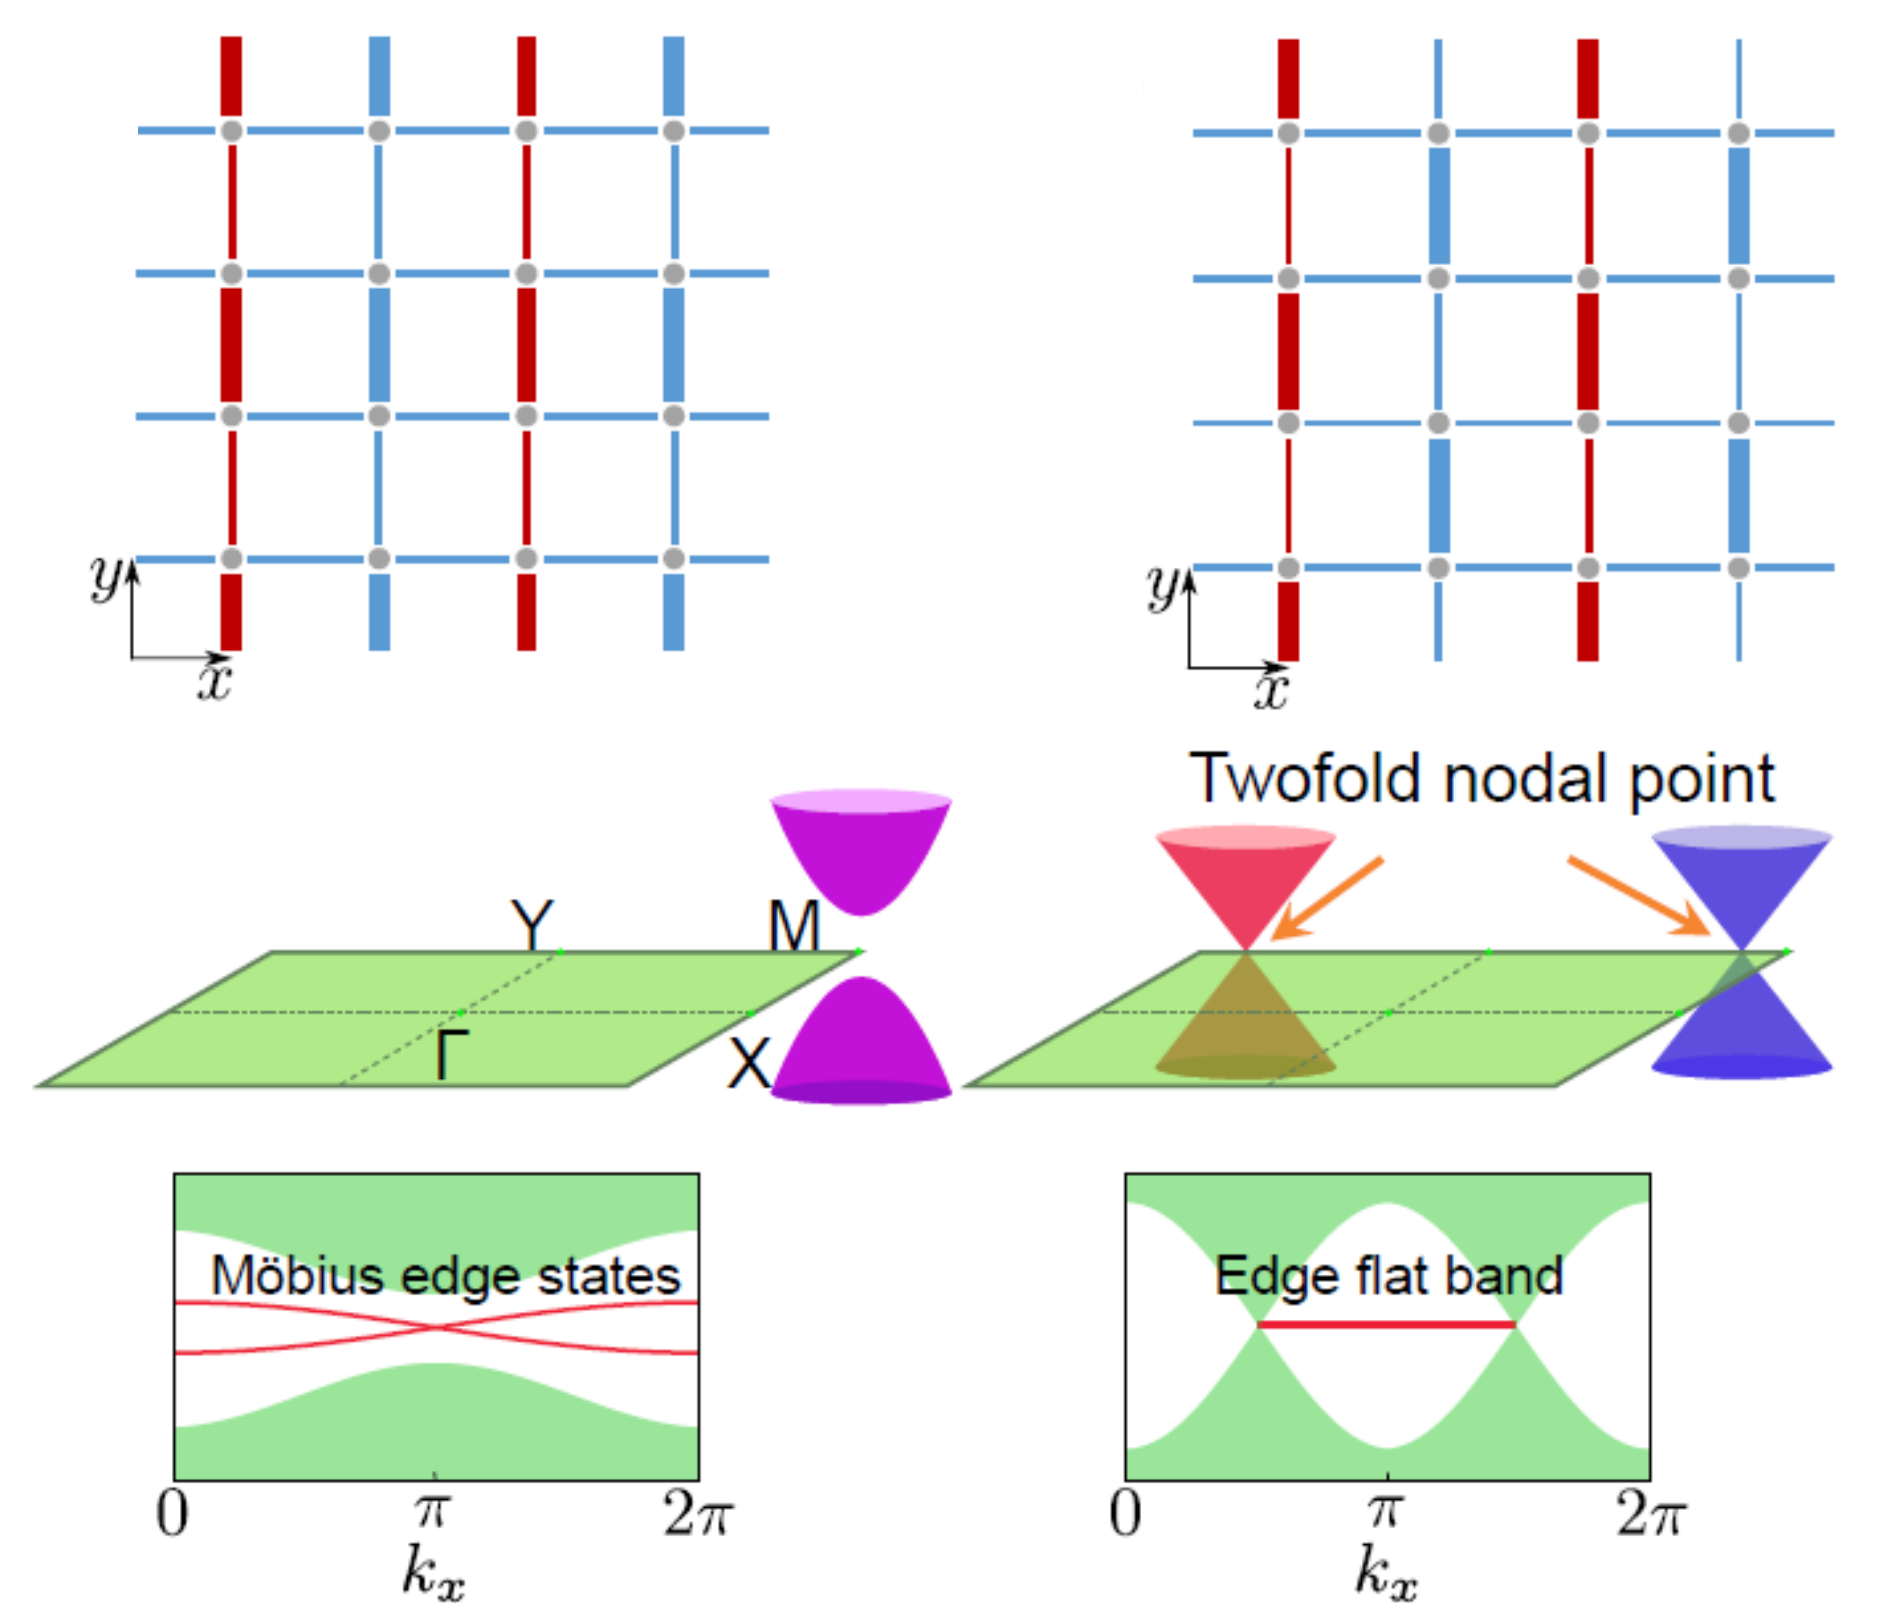 y
x
y
x
Twofold nodal point
Y
M
Γ
X
Möbius edge states
Edge flat band
0
π
2π
0
π
2π
kₓ
kₓ